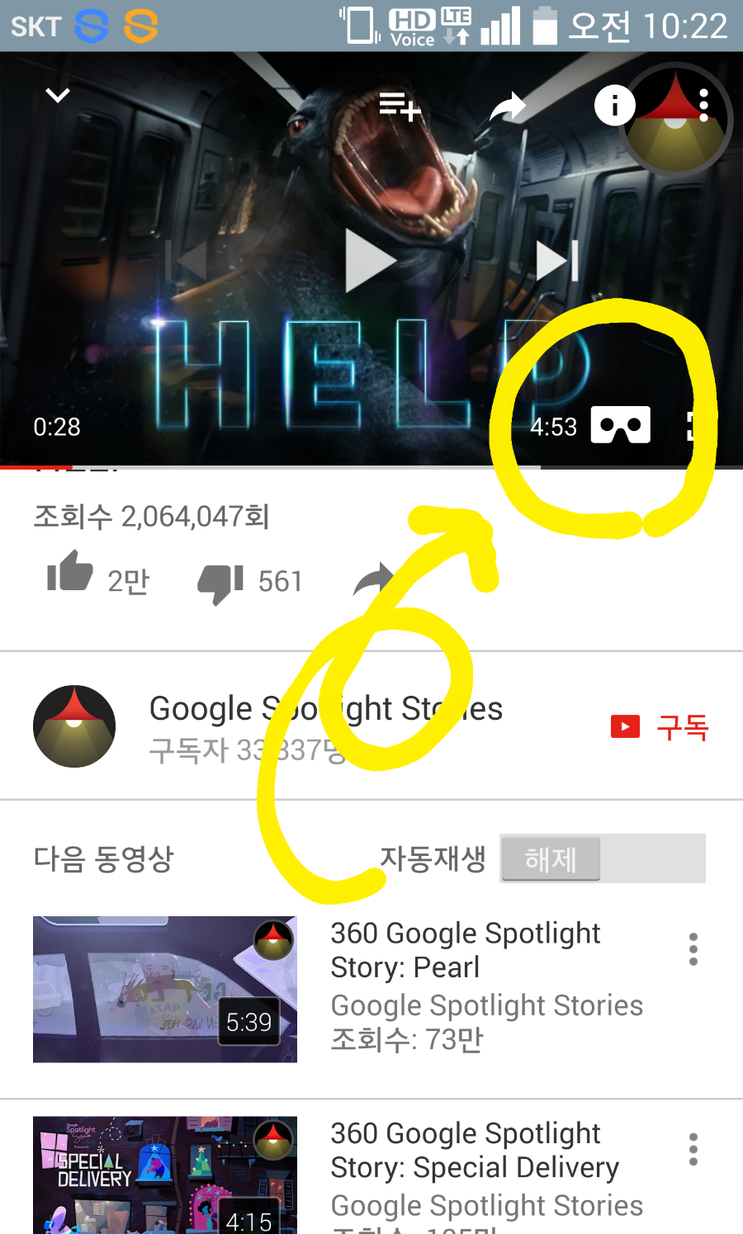 SKT
HD
Voice
LTE
오전 10:22
HELP
0:28
4:53
조회수 2,064,047회
2만
561
Google Spotlight Stories
구독자 33,337명
구독
다음 동영상
자동재생
해제
360 Google Spotlight
Story: Pearl
Google Spotlight Stories
조회수: 73만
5:39
360 Google Spotlight
Story: Special Delivery
Google Spotlight Stories
SPECIAL
DELIVERY
4:15